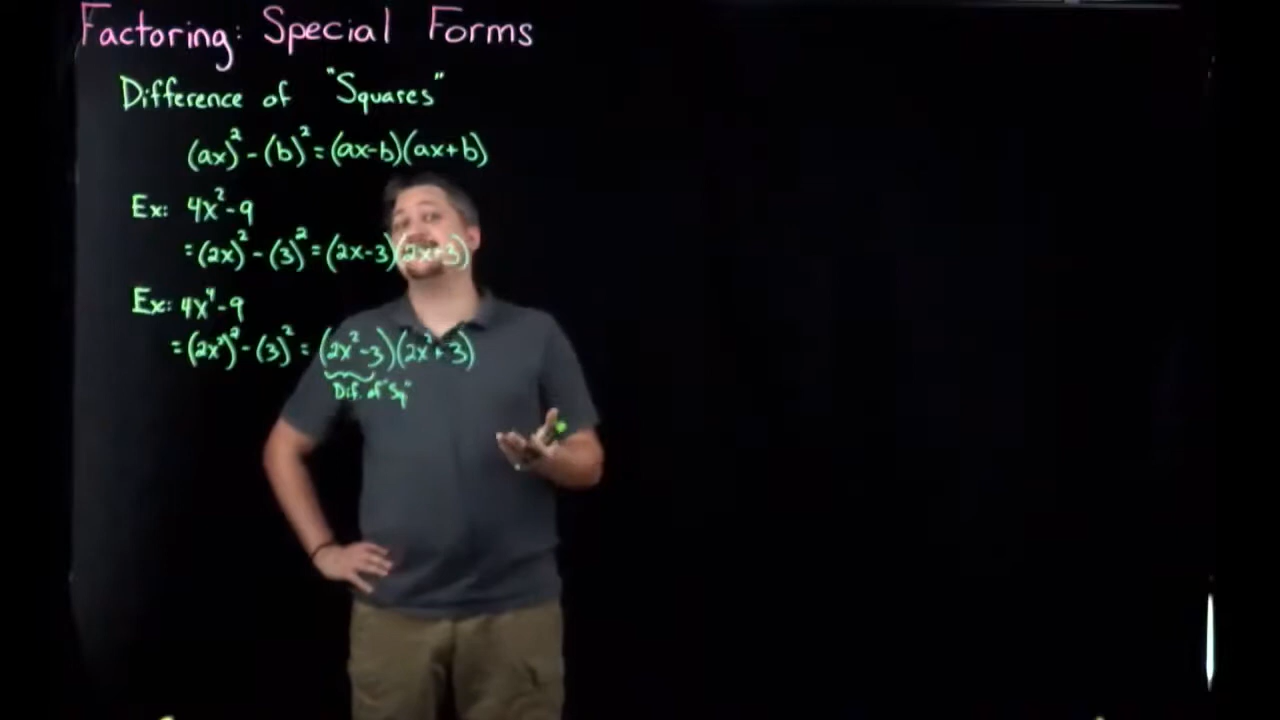 Factoring: Special Forms
Difference of "Squares"
(ax)² - (b)² = (ax-b)(ax+b)
Ex: 4x² - 9
= (2x)² - (3)² = (2x-3)(2x+3)
Ex: 4x⁴ - 9
= (2x²)² - (3)² = (2x²-3)(2x²+3)
Dif. of "Sq"